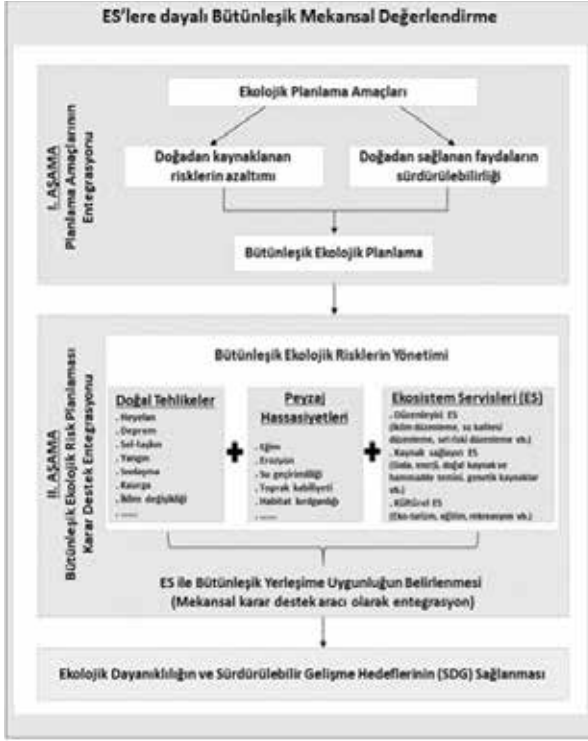 ES'lere dayalı Bütünleşik Mekansal Değerlendirme
I. AŞAMA
Planlama Amaçlarının
Entegrasyonu
Ekolojik Planlama Amaçları
Doğadan kaynaklanan
risklerin azaltımı
Doğadan sağlanan faydaların
sürdürülebilirliği
Bütünleşik Ekolojik Planlama
II. AŞAMA
Bütünleşik Ekolojik Risk Planlaması
Karar Destek Entegrasyonu
Bütünleşik Ekolojik Risklerin Yönetimi
Doğal Tehlikeler
. Heyelan
. Deprem
. Sel-taşkın
. Yangın
. Sıvılaşma
. Kasırga
. İklim değişikliği
. ......
+
Peyzaj
Hassasiyetleri
. Eğim
. Erozyon
. Su geçirimliliği
. Toprak kabiliyeti
. Habitat kırılganlığı
. ......
+
Ekosistem Servisleri (ES)
. Düzenleyici ES
(İklim düzenleme, su kalitesi
düzenleme, sel riski düzenleme vb.)
. Kaynak sağlayan ES
(Gıda, enerji, doğal kaynak ve
hammadde temini, genetik kaynaklar
vb.)
. Kültürel ES
(Eko-turizm, eğitim, rekreasyon vb.)
ES ile Bütünleşik Yerleşime Uygunluğun Belirlenmesi
(Mekansal karar destek aracı olarak entegrasyon)
Ekolojik Dayanıklılığın ve Sürdürülebilir Gelişme Hedeflerinin (SDG) Sağlanması